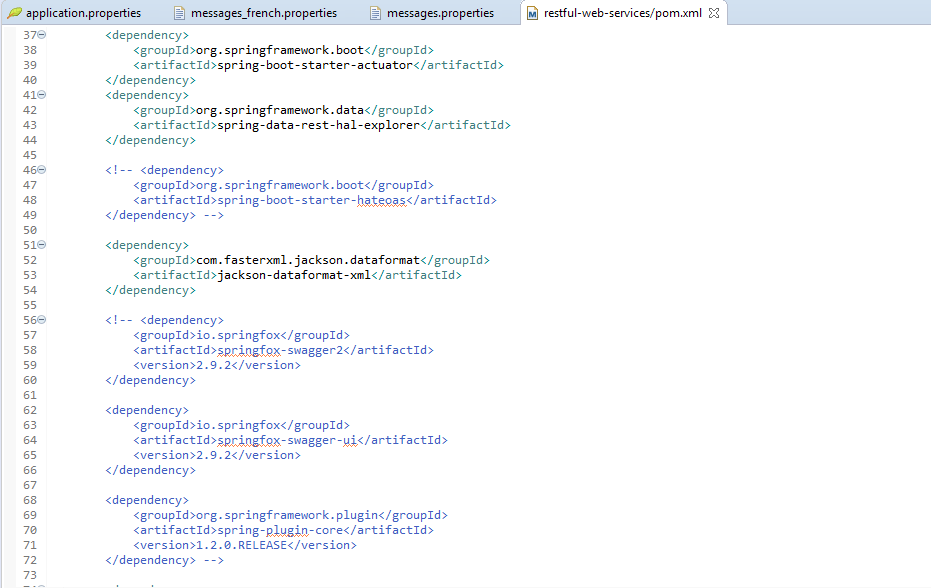 application.properties messages_french.properties messages.properties restful-web-services/pom.xml
37 <dependency>
38 <groupId>org.springframework.boot</groupId>
39 <artifactId>spring-boot-starter-actuator</artifactId>
40 </dependency>
41 <dependency>
42 <groupId>org.springframework.data</groupId>
43 <artifactId>spring-data-rest-hal-explorer</artifactId>
44 </dependency>
45
46 <!-- <dependency>
47 <groupId>org.springframework.boot</groupId>
48 <artifactId>spring-boot-starter-hateoas</artifactId>
49 </dependency> -->
50
51 <dependency>
52 <groupId>com.fasterxml.jackson.dataformat</groupId>
53 <artifactId>jackson-dataformat-xml</artifactId>
54 </dependency>
55
56 <!-- <dependency>
57 <groupId>io.springfox</groupId>
58 <artifactId>springfox-swagger2</artifactId>
59 <version>2.9.2</version>
60 </dependency>
61
62 <dependency>
63 <groupId>io.springfox</groupId>
64 <artifactId>springfox-swagger-ui</artifactId>
65 <version>2.9.2</version>
66 </dependency>
67
68 <dependency>
69 <groupId>org.springframework.plugin</groupId>
70 <artifactId>spring-plugin-core</artifactId>
71 <version>1.2.0.RELEASE</version>
72 </dependency> -->
73